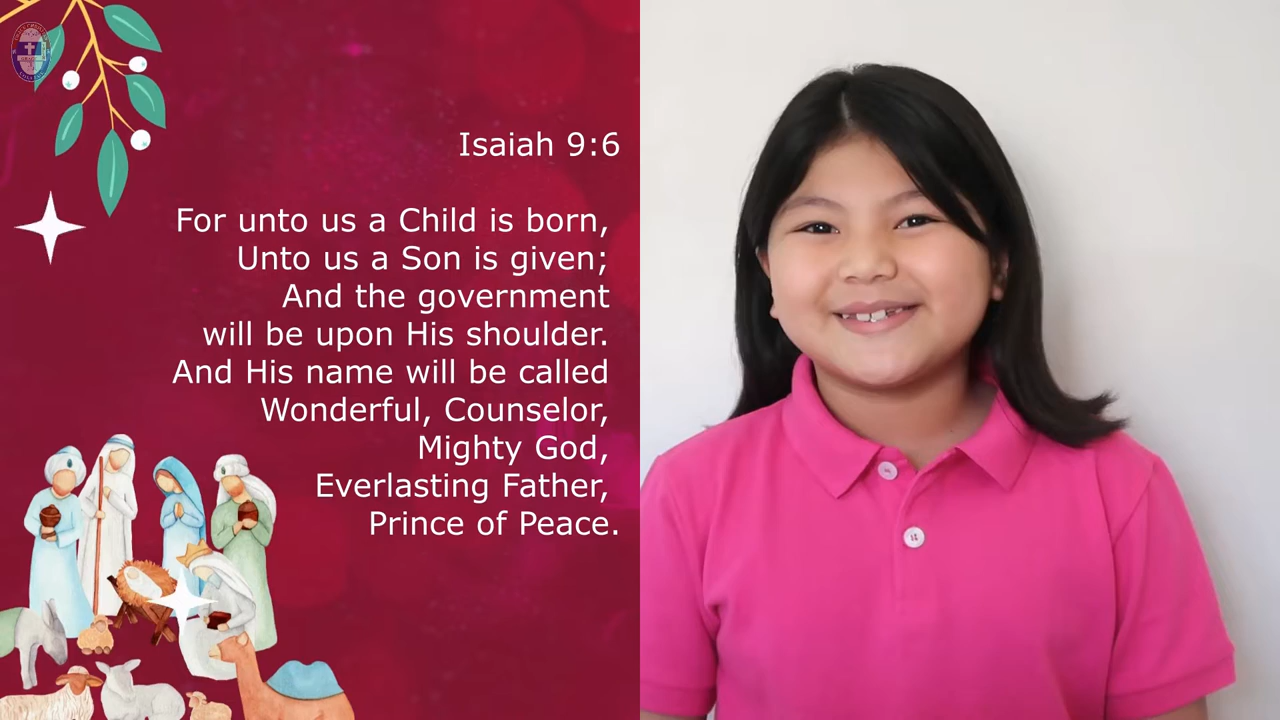 Isaiah 9:6
For unto us a Child is born,
Unto us a Son is given;
And the government
will be upon His shoulder.
And His name will be called
Wonderful, Counselor,
Mighty God,
Everlasting Father,
Prince of Peace.